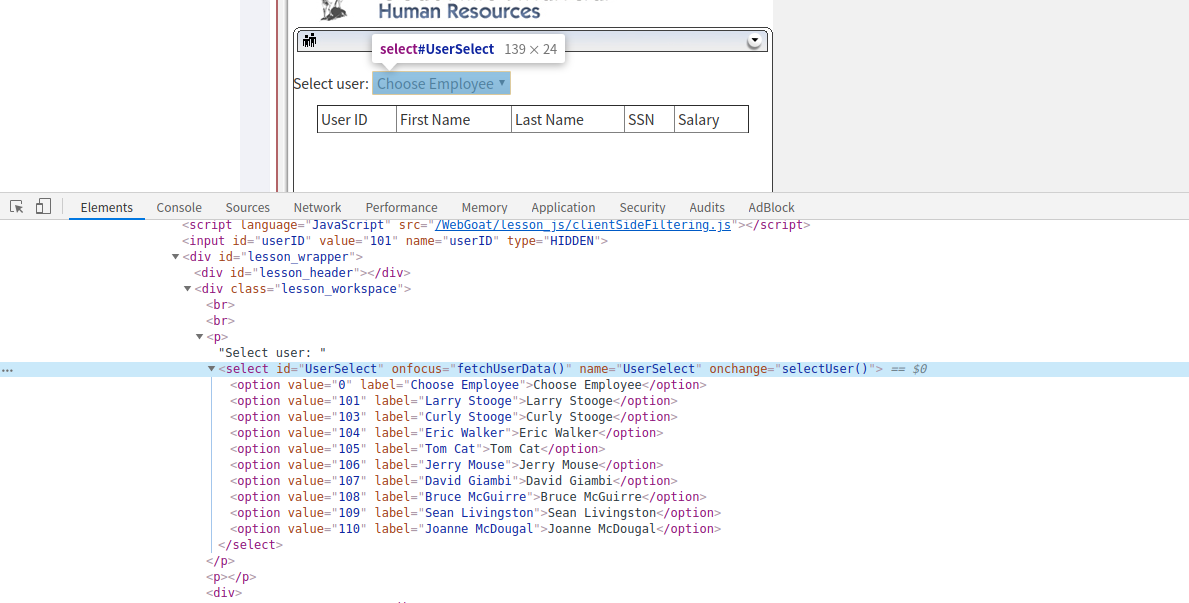 Human Resources
select#UserSelect 139 × 24
Select user: Choose Employee
User ID First Name Last Name SSN Salary
Elements Console Sources Network Performance Memory Application Security Audits AdBlock
<script language="JavaScript" src="/WebGoat/lesson_js/clientSideFiltering.js"></script>
<input id="userID" value="101" name="userID" type="HIDDEN">
▼<div id="lesson_wrapper">
<div id="lesson_header"></div>
▼<div class="lesson_workspace">
<br>
<br>
▼<p>
"Select user: "
… ▼<select id="UserSelect" onfocus="fetchUserData()" name="UserSelect" onchange="selectUser()"> == $0
<option value="0" label="Choose Employee">Choose Employee</option>
<option value="101" label="Larry Stooge">Larry Stooge</option>
<option value="103" label="Curly Stooge">Curly Stooge</option>
<option value="104" label="Eric Walker">Eric Walker</option>
<option value="105" label="Tom Cat">Tom Cat</option>
<option value="106" label="Jerry Mouse">Jerry Mouse</option>
<option value="107" label="David Giambi">David Giambi</option>
<option value="108" label="Bruce McGuirre">Bruce McGuirre</option>
<option value="109" label="Sean Livingston">Sean Livingston</option>
<option value="110" label="Joanne McDougal">Joanne McDougal</option>
</select>
</p>
<p></p>
<div>